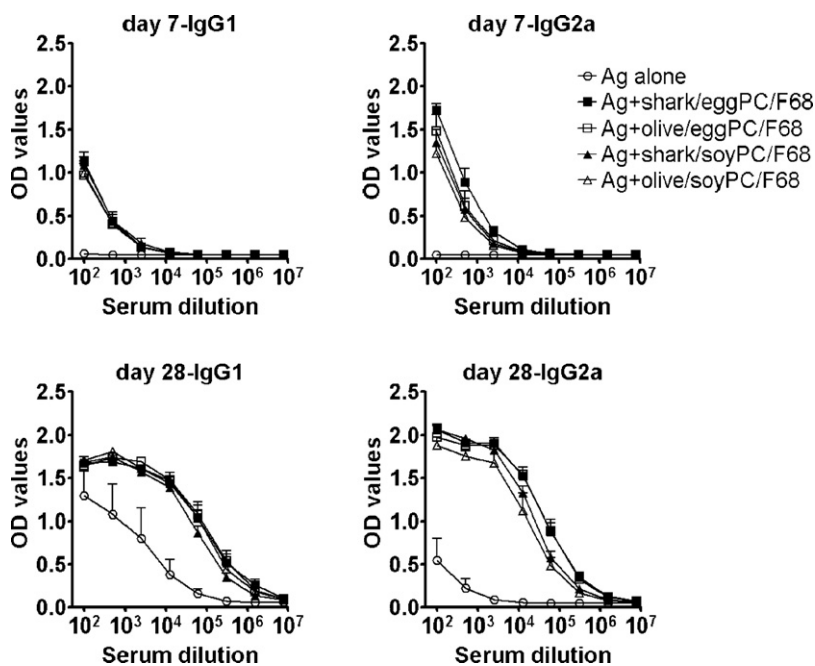 day 7-IgG1
OD values
2.5
2.0
1.5
1.0
0.5
0.0
10² 10³ 10⁴ 10⁵ 10⁶ 10⁷
Serum dilution
day 7-IgG2a
OD values
2.5
2.0
1.5
1.0
0.5
0.0
10² 10³ 10⁴ 10⁵ 10⁶ 10⁷
Serum dilution
Ag alone
Ag+shark/eggPC/F68
Ag+olive/eggPC/F68
Ag+shark/soyPC/F68
Ag+olive/soyPC/F68
day 28-IgG1
OD values
2.5
2.0
1.5
1.0
0.5
0.0
10² 10³ 10⁴ 10⁵ 10⁶ 10⁷
Serum dilution
day 28-IgG2a
OD values
2.5
2.0
1.5
1.0
0.5
0.0
10² 10³ 10⁴ 10⁵ 10⁶ 10⁷
Serum dilution